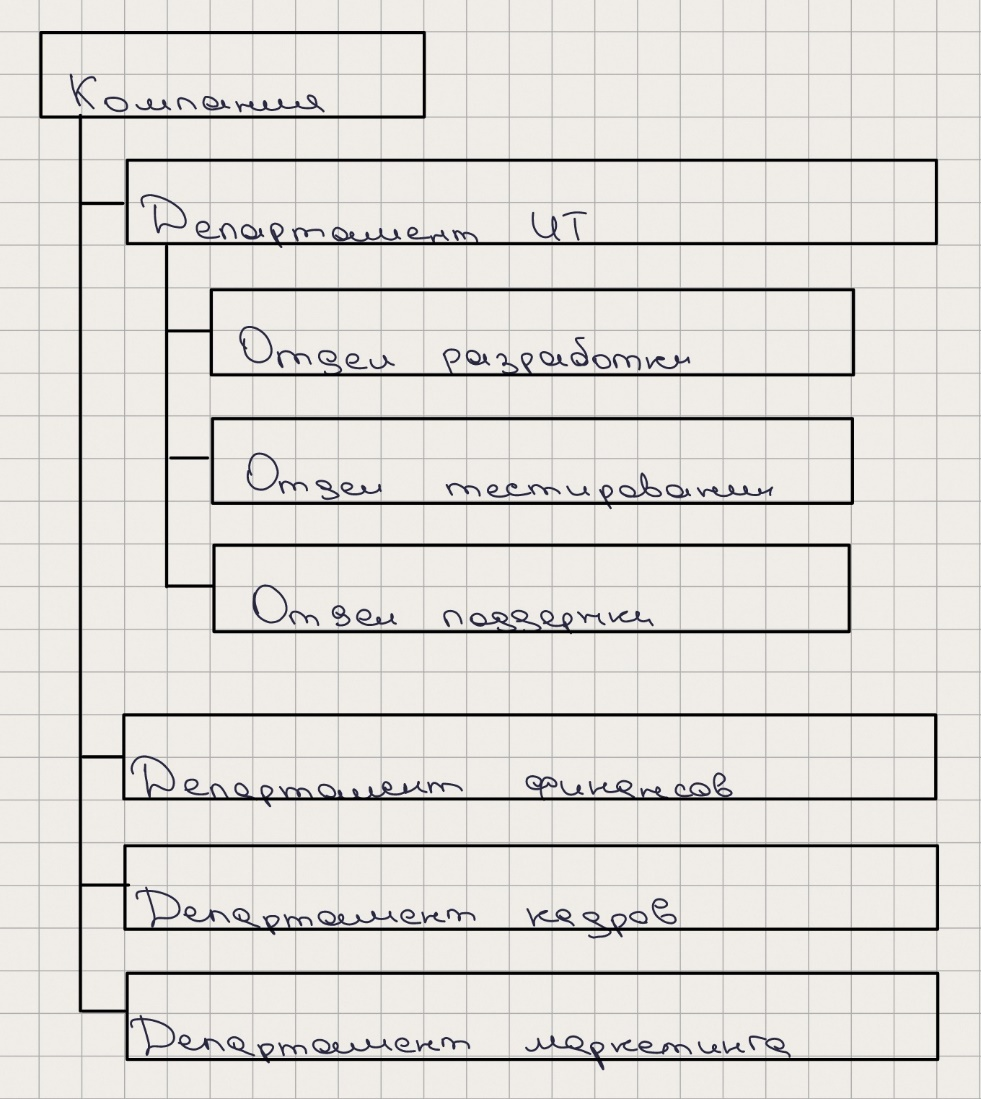 Компания
Департамент ИТ
Отдел разработки
Отдел тестирования
Отдел поддержки
Департамент финансов
Департамент кадров
Департамент маркетинга